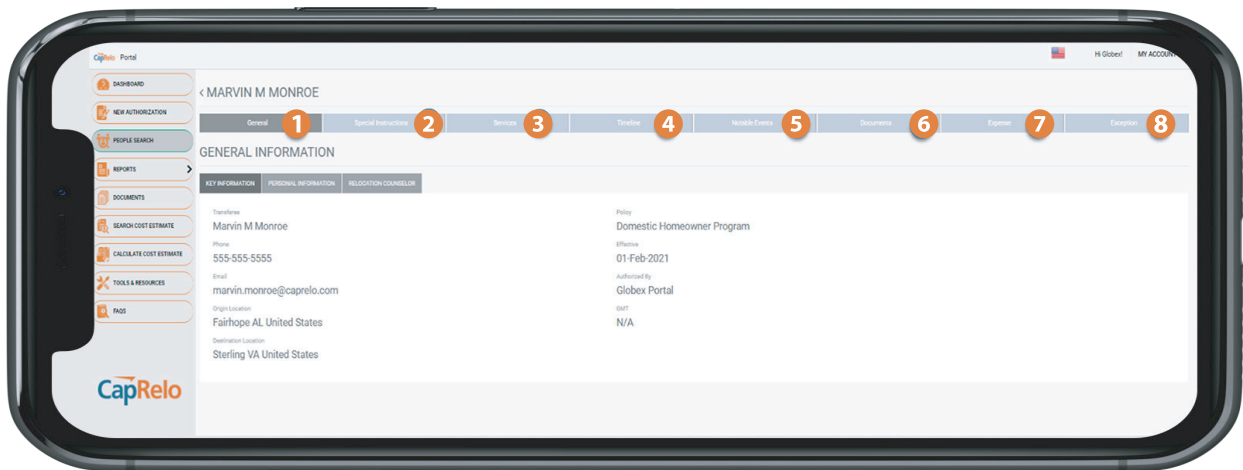 CapRelo Portal
Hi Globex!
MY ACCOUNT
DASHBOARD
NEW AUTHORIZATION
PEOPLE SEARCH
REPORTS
DOCUMENTS
SEARCH COST ESTIMATE
CALCULATE COST ESTIMATE
TOOLS & RESOURCES
FAQS
CapRelo
< MARVIN M MONROE
General 1 Special Instructions 2 Services 3 Timeline 4 Notable Events 5 Documents 6 Expense 7 Exception 8
GENERAL INFORMATION
KEY INFORMATION PERSONAL INFORMATION RELOCATION COUNSELOR
Transferee
Marvin M Monroe
Phone
555-555-5555
Email
marvin.monroe@caprelo.com
Origin Location
Fairhope AL United States
Destination Location
Sterling VA United States
Policy
Domestic Homeowner Program
Effective
01-Feb-2021
Authorized By
Globex Portal
GMT
N/A